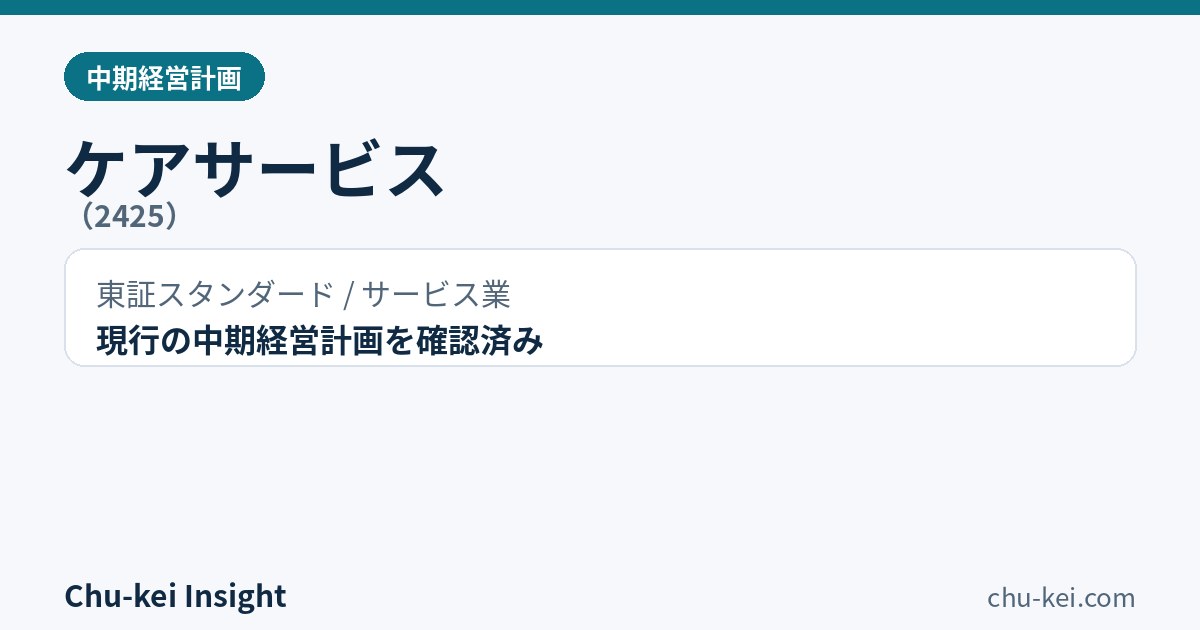 中期経営計画
ケアサービス
（2425）
東証スタンダード / サービス業
現行の中期経営計画を確認済み
Chu-kei Insight
chu-kei.com